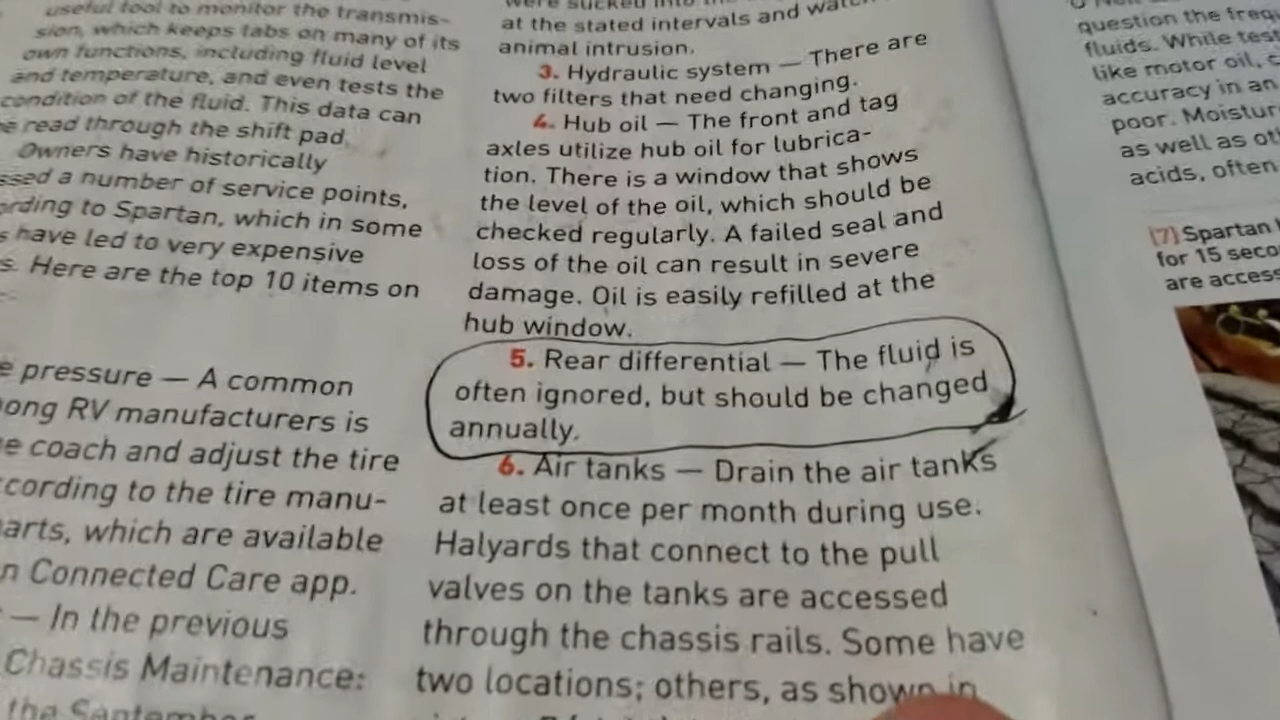 useful tool to monitor the transmis-
sion, which keeps tabs on many of its
own functions, including fluid level
and temperature, and even tests the
condition of the fluid. This data can
read through the shift pad.
Owners have historically
a number of service points,
to Spartan, which in some
have led to very expensive
Here are the top 10 items on
pressure — A common
RV manufacturers is
coach and adjust the tire
to the tire manu-
which are available
Connected Care app.
— In the previous
Chassis Maintenance:
the September
were sucked into
at the stated intervals and watch
animal intrusion.
3. Hydraulic system — There are
two filters that need changing.
4. Hub oil — The front and tag
axles utilize hub oil for lubrica-
tion. There is a window that shows
the level of the oil, which should be
checked regularly. A failed seal and
loss of the oil can result in severe
damage. Oil is easily refilled at the
hub window.
5. Rear differential — The fluid is
often ignored, but should be changed
annually.
6. Air tanks — Drain the air tanks
at least once per month during use.
Halyards that connect to the pull
valves on the tanks are accessed
through the chassis rails. Some have
two locations; others, as shown in
question the
fluids. While
like motor oil,
accuracy in an
poor. Moistur
as well as
acids, often
(7) Spartan
for 15
are